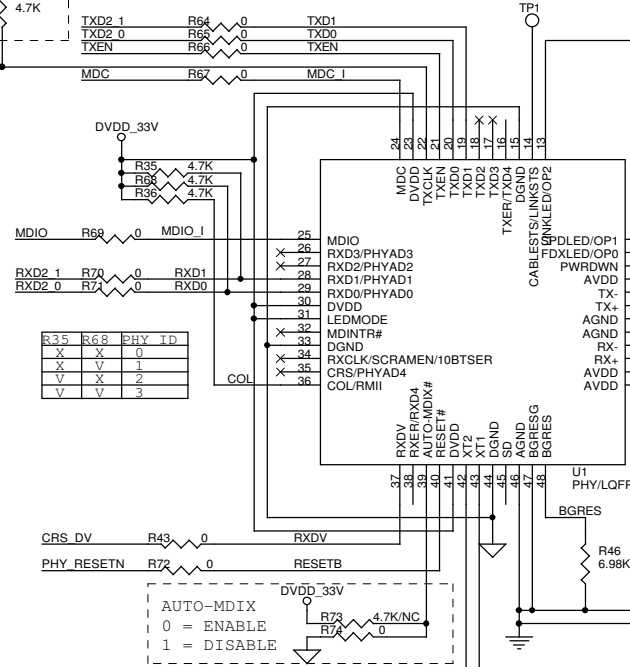 4.7K
TXD2_1 R64 0 TXD1
TXD2_0 R65 0 TXD0
TXEN R66 0 TXEN
MDC R67 0 MDC_I
TP1
DVDD_33V
R35 4.7K
R68 4.7K
R36 4.7K
24 23 22 21 20 19 18 17 16 15 14 13
MDC
DVDD
TXCLK
TXEN
TXD0
TXD1
TXD2
TXD3
TXER/TXD4
DGND
CABLESTS/LINKSTS
LINKLED/OP2
MDIO R69 0 MDIO_I
RXD2_1 R70 0 RXD1
RXD2_0 R71 0 RXD0
25 MDIO
26 RXD3/PHYAD3
27 RXD2/PHYAD2
28 RXD1/PHYAD1
29 RXD0/PHYAD0
30 DVDD
31 LEDMODE
32 MDINTR#
33 DGND
34 RXCLK/SCRAMEN/10BTSER
35 CRS/PHYAD4
36 COL/RMII
COL
SPDLED/OP1
FDXLED/OP0
PWRDWN
AVDD
TX-
TX+
AGND
AGND
RX-
RX+
AVDD
AVDD
R35 R68 PHY ID
X X 0
X V 1
V X 2
V V 3
RXDV
RXER/RXD4
AUTO-MDIX#
RESET#
DVDD
XT2
XT1
DGND
SD
AGND
BGRESG
BGRES
37 38 39 40 41 42 43 44 45 46 47 48
U1
PHY/LQFP
BGRES
R46
6.98K
CRS_DV R43 0 RXDV
PHY_RESETN R72 0 RESETB
AUTO-MDIX
0 = ENABLE
1 = DISABLE
DVDD_33V
R73 4.7K/NC
R74 0